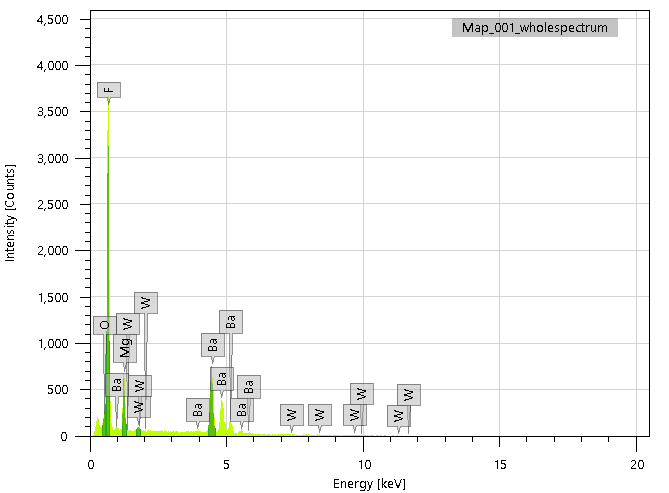 4,500
Map_001_wholespectrum
4,000
F
3,500
3,000
2,500
2,000
Intensity [Counts]
1,500
W
O
W
Ba
1,000
Mg
Ba
500
Ba
W
Ba
Ba
W
W
W
Ba
Ba
W
W
W
W
0
0
5
10
15
20
Energy [keV]